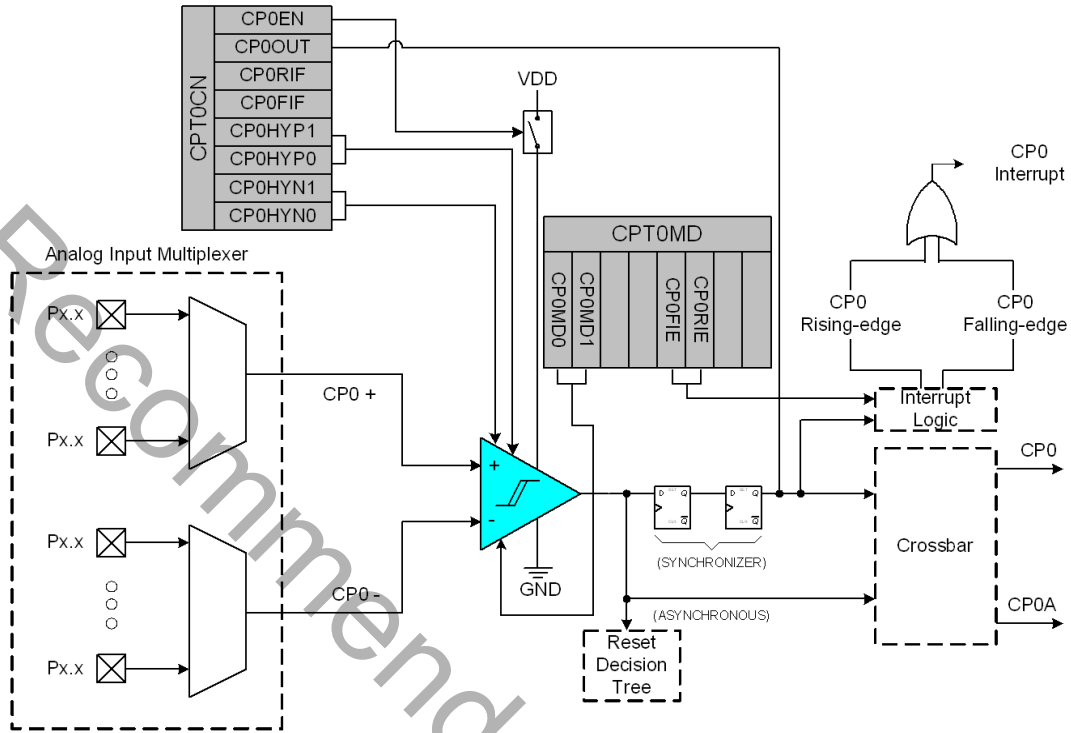 CPT0CN
CP0EN
CP0OUT
CP0RIF
CP0FIF
CP0HYP1
CP0HYP0
CP0HYN1
CP0HYN0
VDD
CP0
Interrupt
CPT0MD
CP0MD0
CP0MD1
CP0FIE
CP0RIE
CP0
Rising-edge
CP0
Falling-edge
Interrupt
Logic
Analog Input Multiplexer
Px.x
Px.x
Px.x
Px.x
CP0 +
CP0 -
+
-
GND
D
Q
Q
D
Q
Q
(SYNCHRONIZER)
(ASYNCHRONOUS)
Reset
Decision
Tree
Crossbar
CP0
CP0A
Recommend